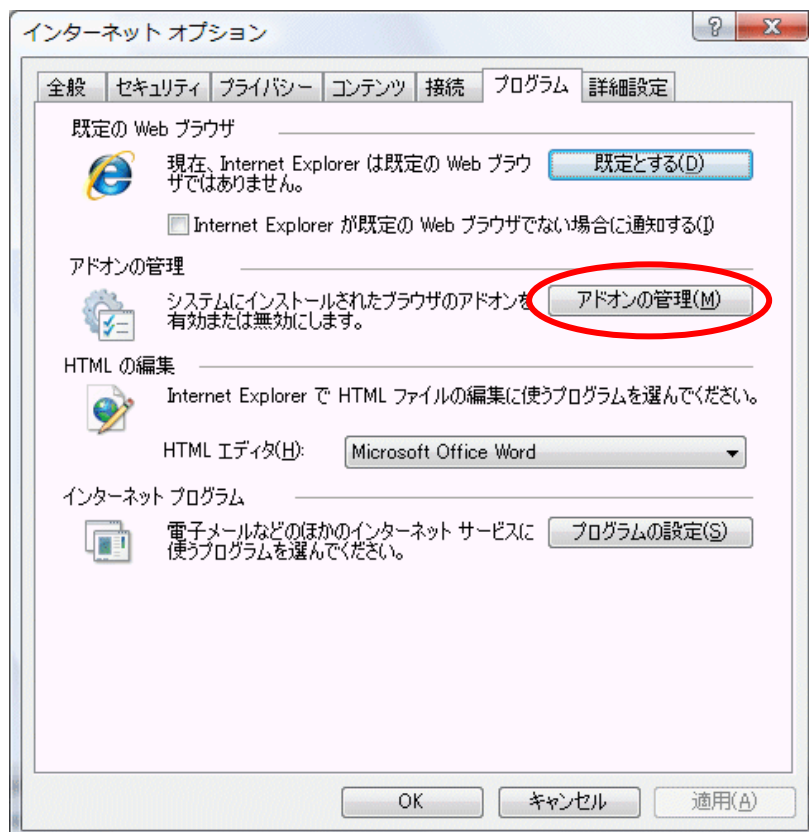 インターネット オプション
全般 セキュリティ プライバシー コンテンツ 接続 プログラム 詳細設定
既定の Web ブラウザ
現在、Internet Explorer は既定の Web ブラウ
ザではありません。
既定とする(D)
Internet Explorer が既定の Web ブラウザでない場合に通知する(I)
アドオンの管理
システムにインストールされたブラウザのアドオンを
有効または無効にします。
アドオンの管理(M)
HTML の編集
Internet Explorer で HTML ファイルの編集に使うプログラムを選んでください。
HTML エディタ(H): Microsoft Office Word
インターネット プログラム
電子メールなどのほかのインターネット サービスに
使うプログラムを選んでください。
プログラムの設定(S)
OK キャンセル 適用(A)